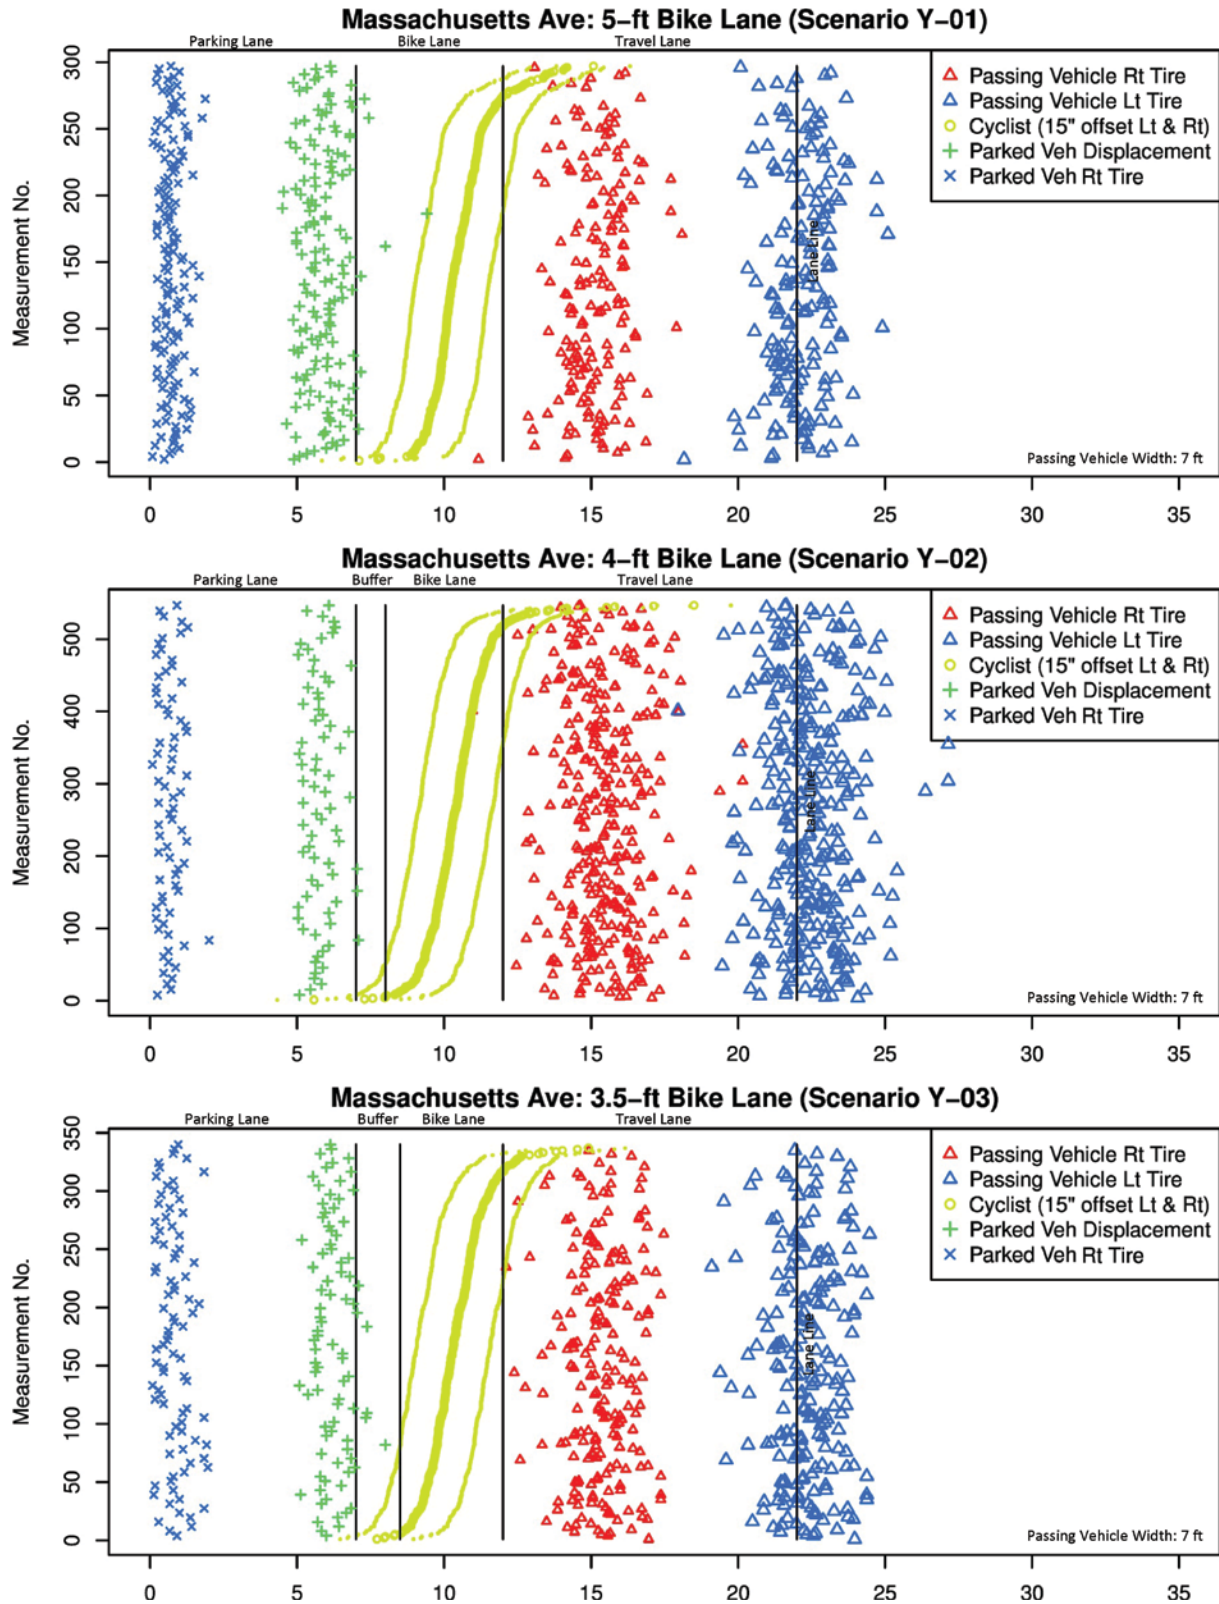 Massachusetts Ave: 5-ft Bike Lane (Scenario Y-01)
Parking Lane Bike Lane Travel Lane
Measurement No.
300
250
200
150
100
50
0
Lane Line
Passing Vehicle Rt Tire
Passing Vehicle Lt Tire
Cyclist (15" offset Lt & Rt)
Parked Veh Displacement
Parked Veh Rt Tire
Passing Vehicle Width: 7 ft
0 5 10 15 20 25 30 35
Massachusetts Ave: 4-ft Bike Lane (Scenario Y-02)
Parking Lane Buffer Bike Lane Travel Lane
Measurement No.
500
400
300
200
100
0
Lane Line
Passing Vehicle Rt Tire
Passing Vehicle Lt Tire
Cyclist (15" offset Lt & Rt)
Parked Veh Displacement
Parked Veh Rt Tire
Passing Vehicle Width: 7 ft
0 5 10 15 20 25 30 35
Massachusetts Ave: 3.5-ft Bike Lane (Scenario Y-03)
Parking Lane Buffer Bike Lane Travel Lane
Measurement No.
350
300
250
200
150
100
50
0
Lane Line
Passing Vehicle Rt Tire
Passing Vehicle Lt Tire
Cyclist (15" offset Lt & Rt)
Parked Veh Displacement
Parked Veh Rt Tire
Passing Vehicle Width: 7 ft
0 5 10 15 20 25 30 35